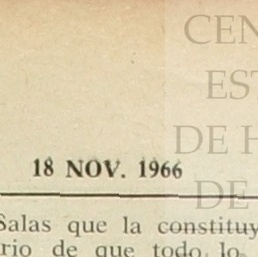 CEN
EST
DE H
18 NOV. 1966
DE
Salas que la constituy
rio de que todo lo